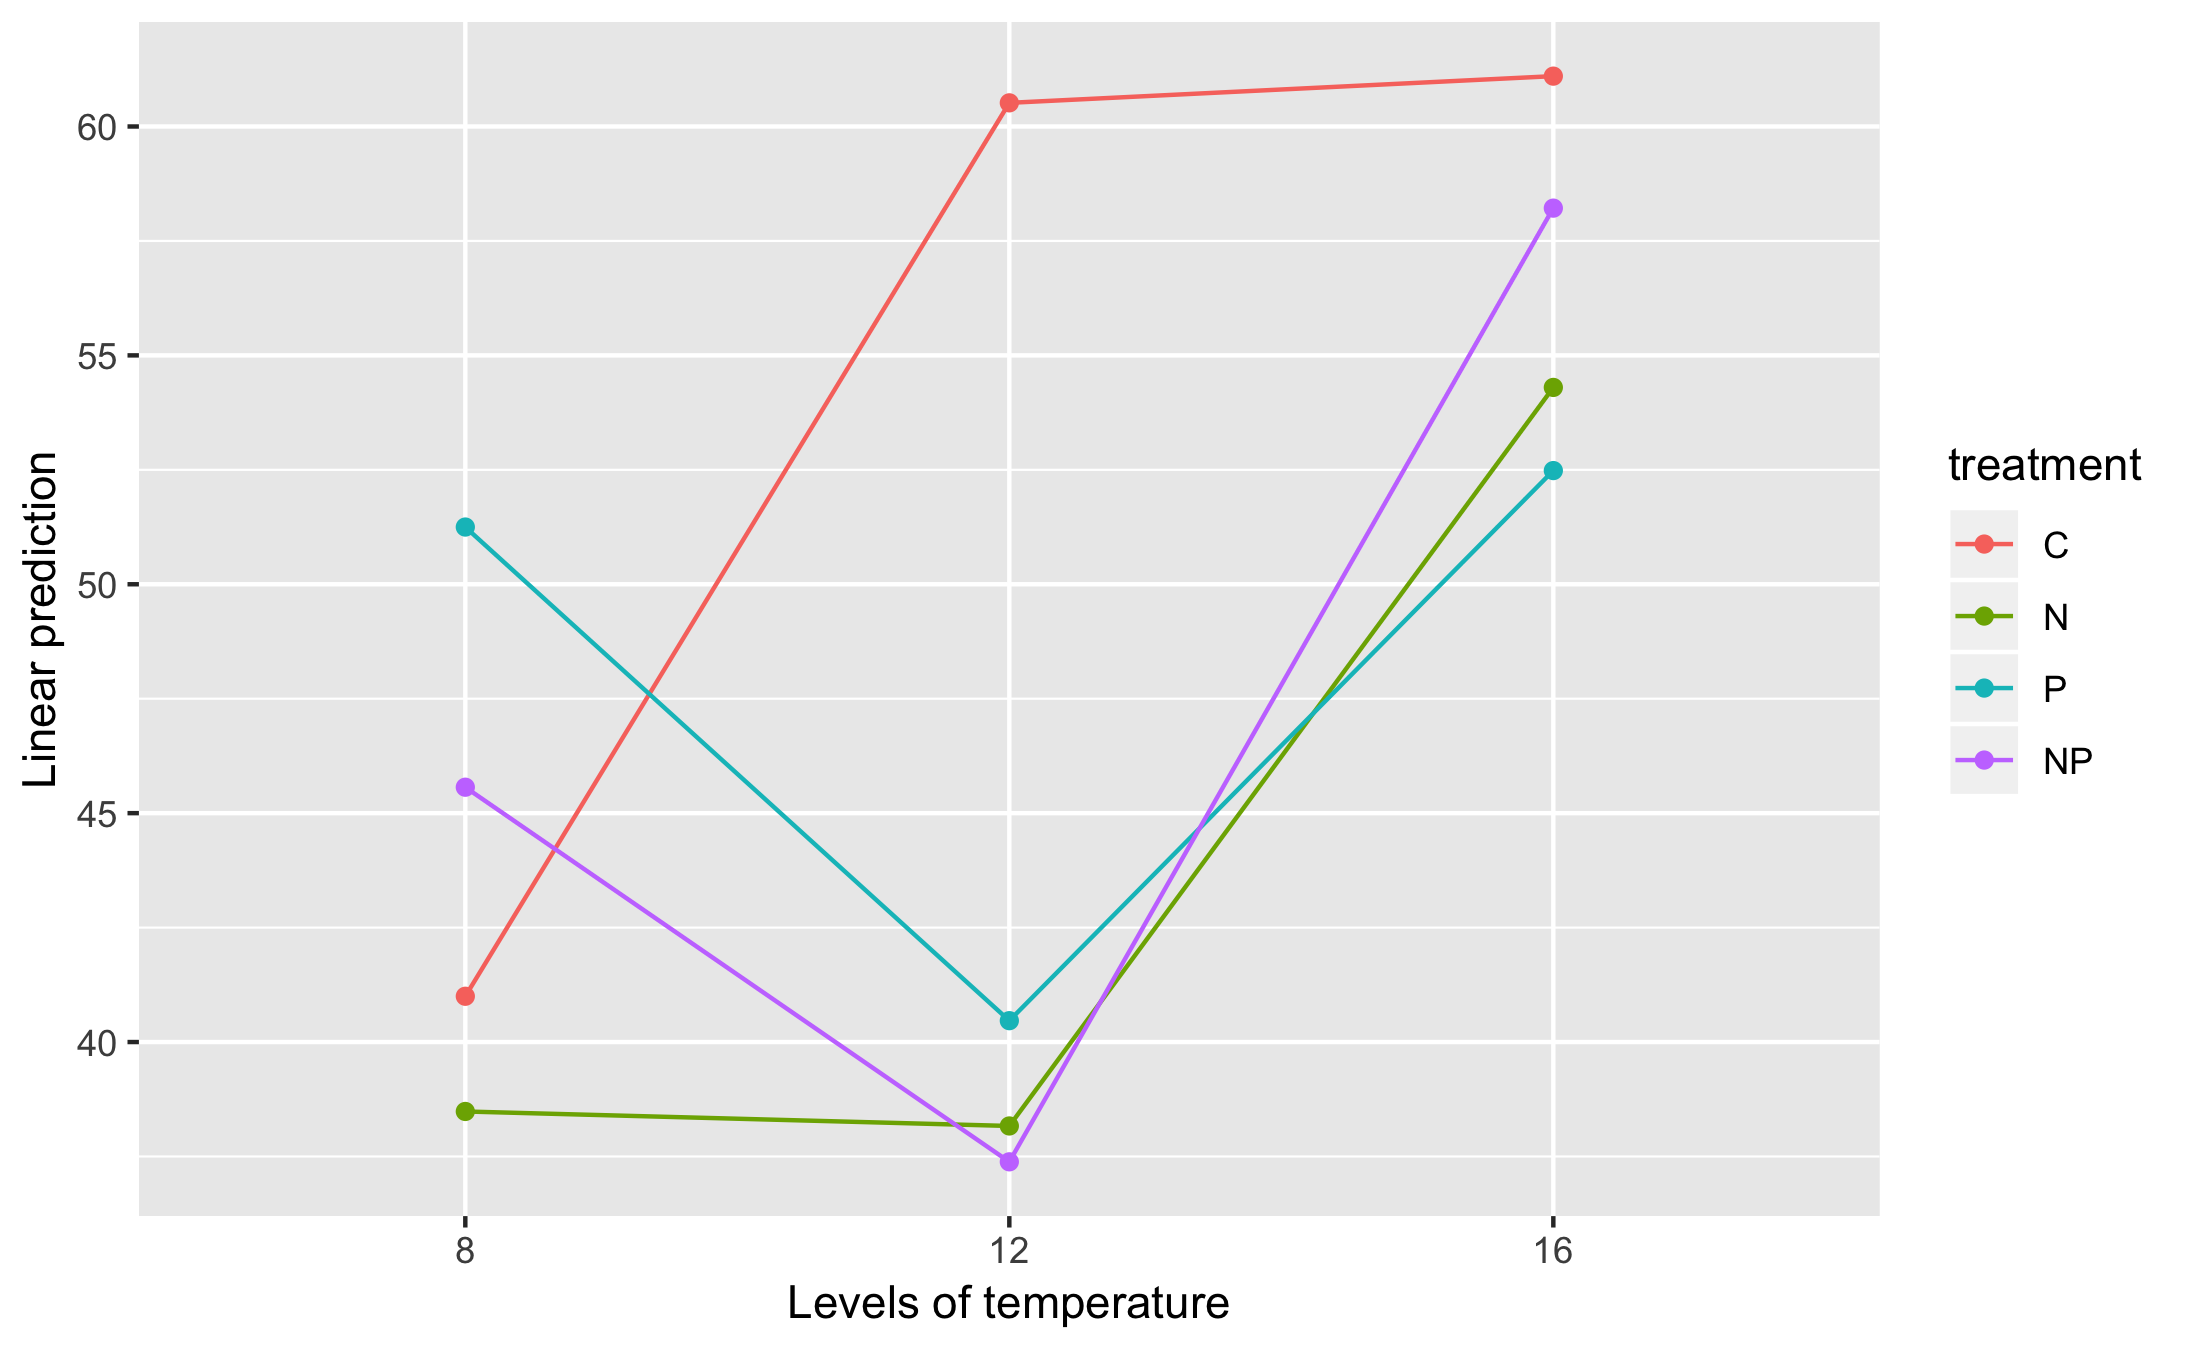 Linear prediction
60
55
50
45
40
8 12 16
Levels of temperature
treatment
C
N
P
NP